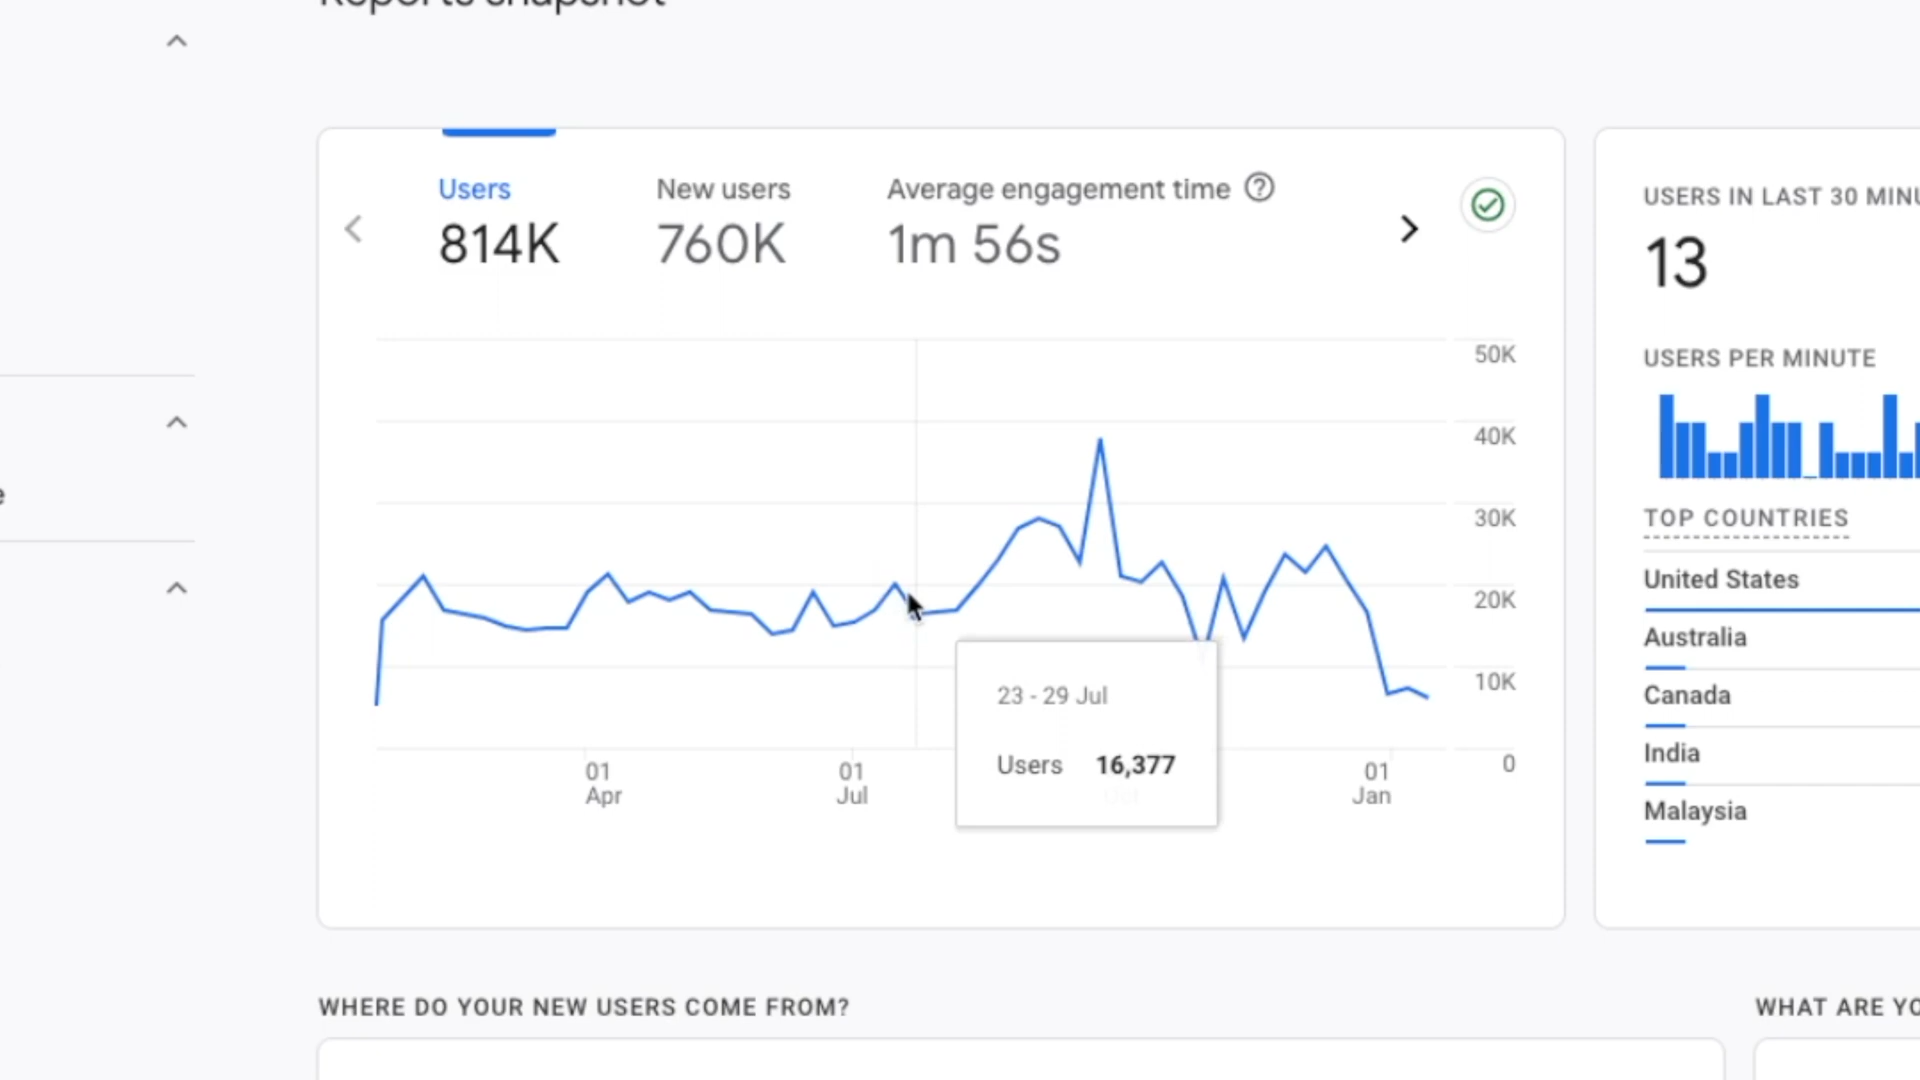 Reports snapshot
Users
814K
New users
760K
Average engagement time
1m 56s
50K
40K
30K
20K
10K
0
01
Apr
01
Jul
01
Jan
23 - 29 Jul
Users 16,377
USERS IN LAST 30 MINU
13
USERS PER MINUTE
TOP COUNTRIES
United States
Australia
Canada
India
Malaysia
WHERE DO YOUR NEW USERS COME FROM?
WHAT ARE YO